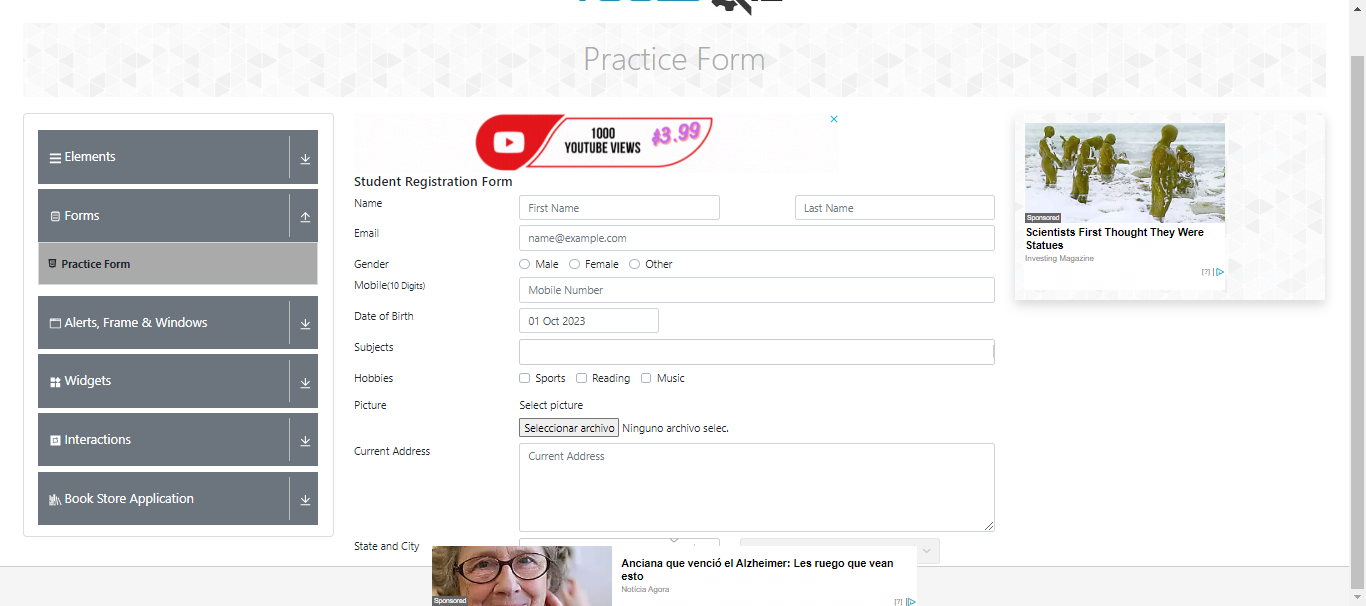 Practice Form
Elements
Forms
Practice Form
Alerts, Frame & Windows
Widgets
Interactions
Book Store Application
1000
YOUTUBE VIEWS
$3.99
Student Registration Form
Name
First Name
Last Name
Email
name@example.com
Gender
Male
Female
Other
Mobile(10 Digits)
Mobile Number
Date of Birth
01 Oct 2023
Subjects
Hobbies
Sports
Reading
Music
Picture
Select picture
Seleccionar archivo Ninguno archivo selec.
Current Address
Current Address
State and City
Sponsored
Scientists First Thought They Were
Statues
Investing Magazine
[?]
Sponsored
Anciana que venció el Alzheimer: Les ruego que vean
esto
Noticia Agora
[?]